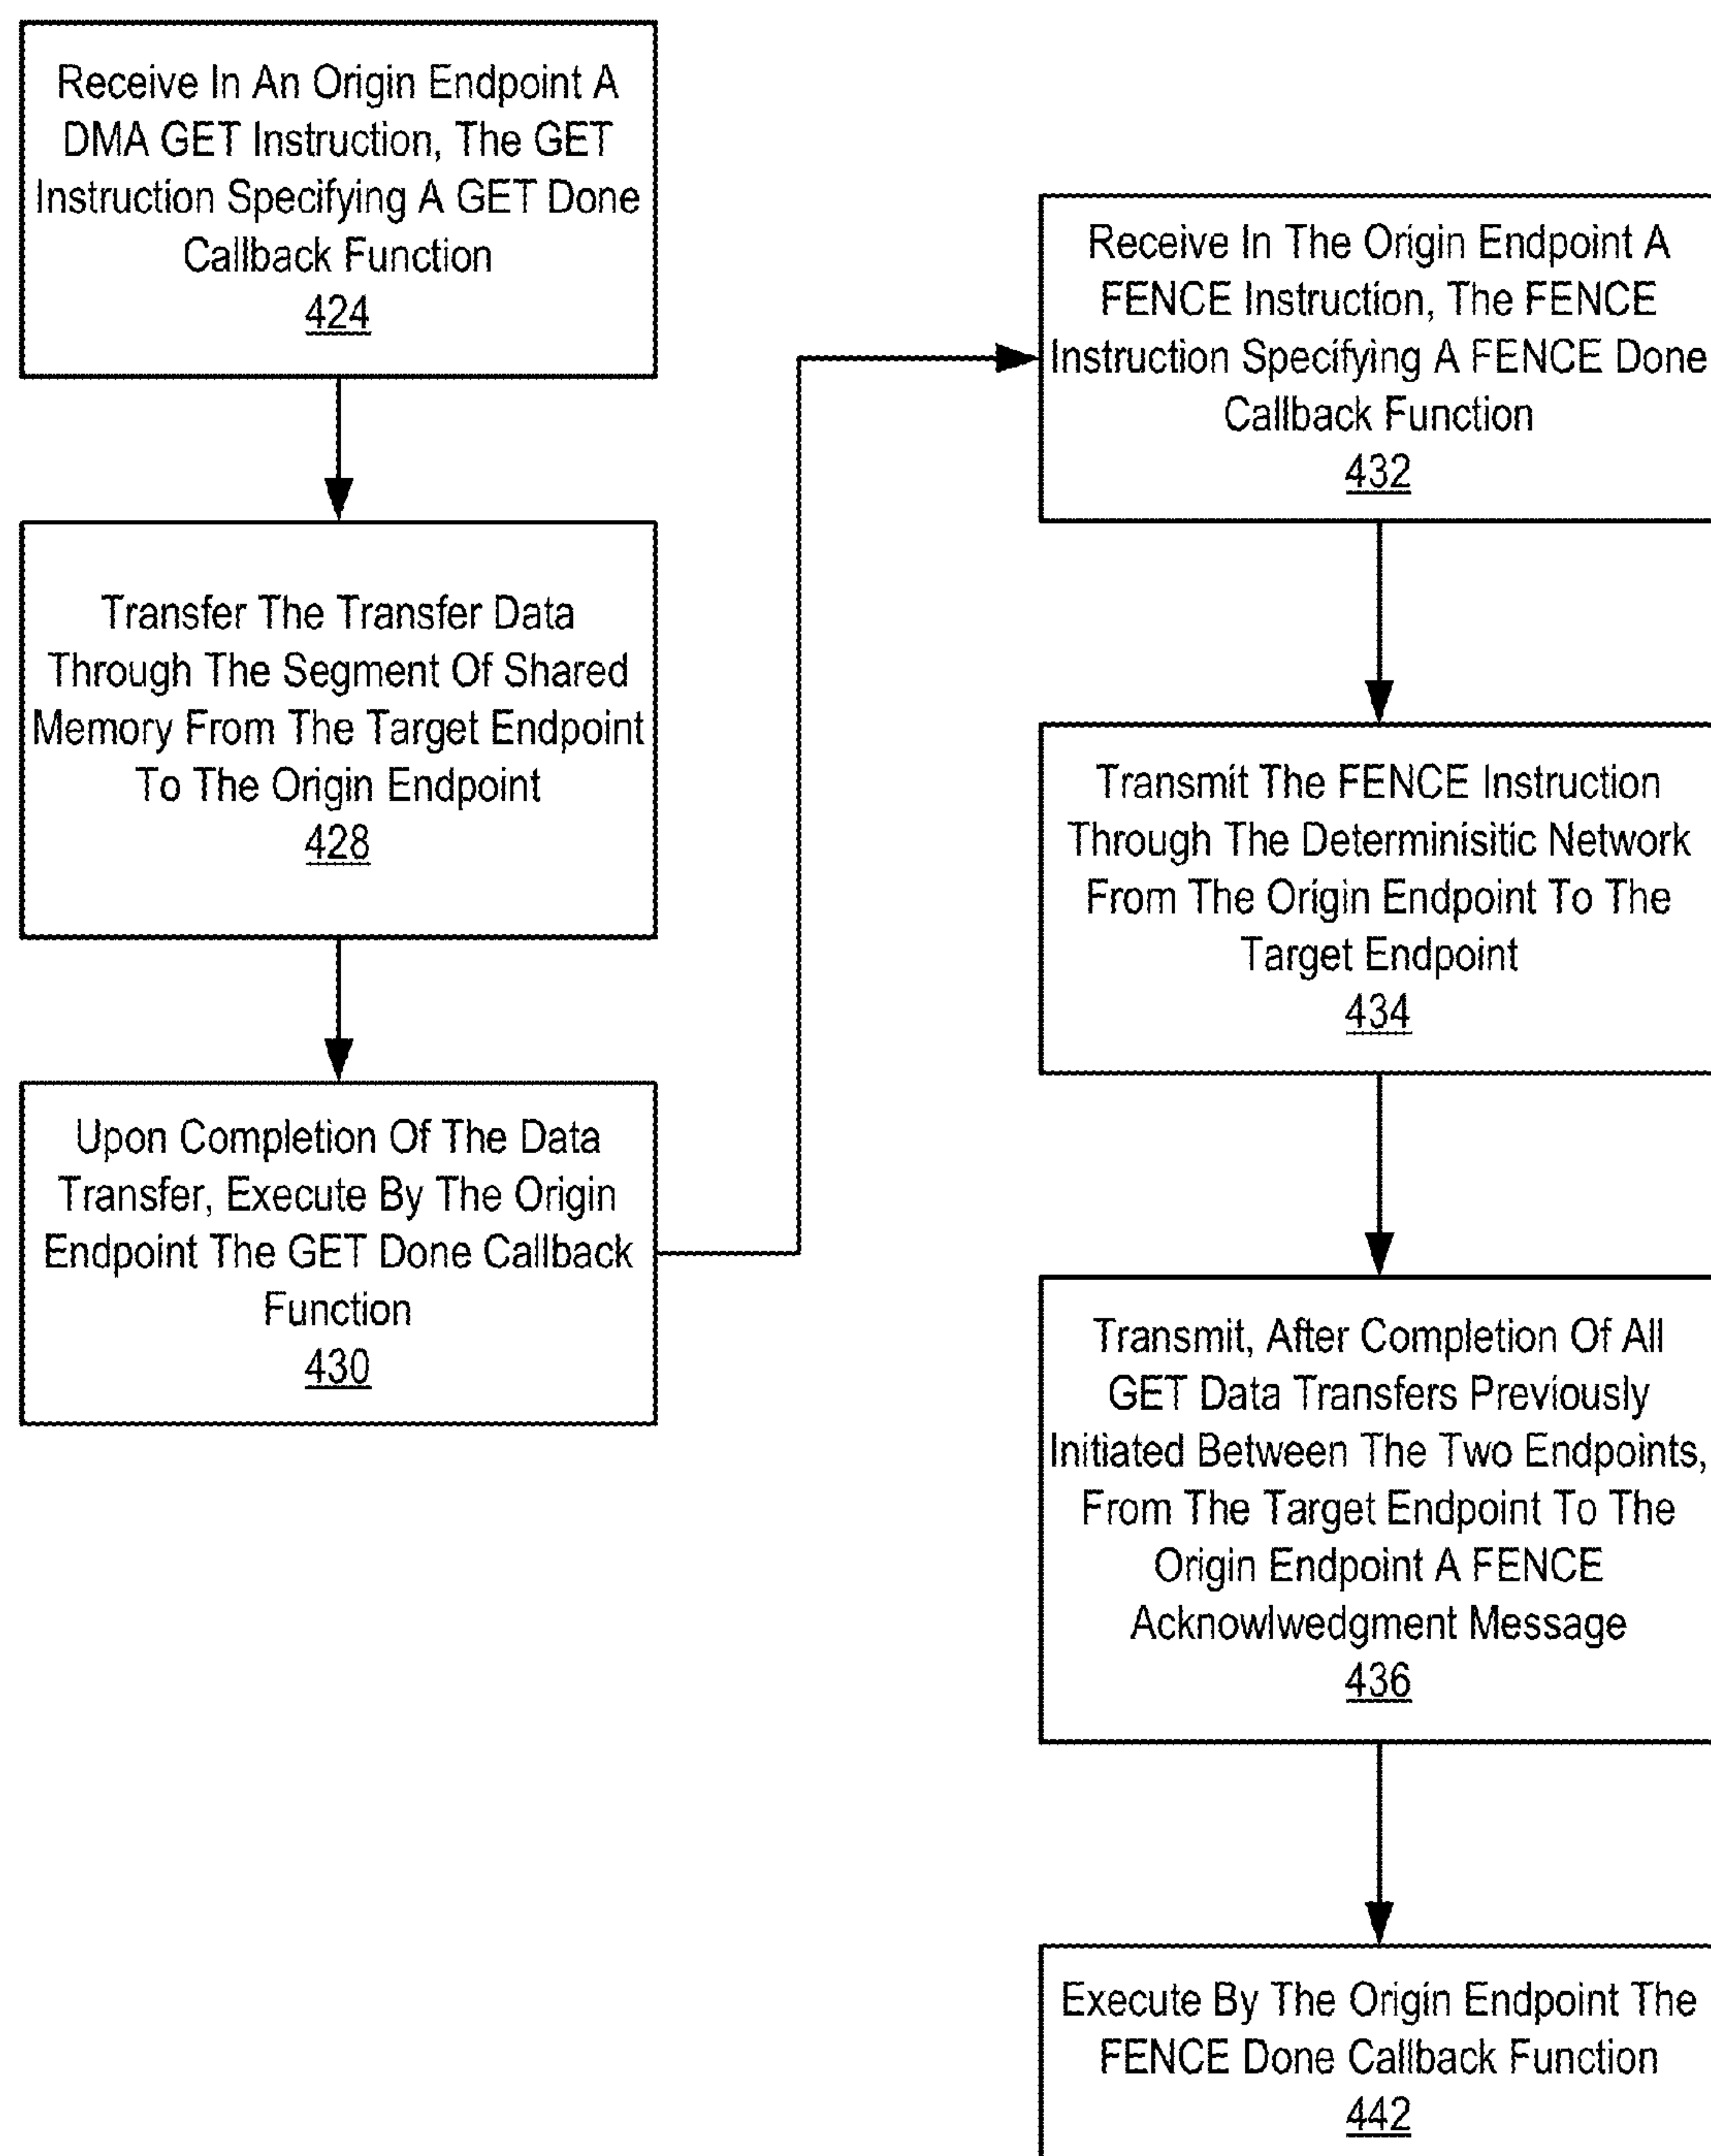 Receive In An Origin Endpoint A
DMA GET Instruction, The GET
Instruction Specifying A GET Done
Callback Function
424
Transfer The Transfer Data
Through The Segment Of Shared
Memory From The Target Endpoint
To The Origin Endpoint
428
Upon Completion Of The Data
Transfer, Execute By The Origin
Endpoint The GET Done Callback
Function
430
Receive In The Origin Endpoint A
FENCE Instruction, The FENCE
Instruction Specifying A FENCE Done
Callback Function
432
Transmit The FENCE Instruction
Through The Determinisitic Network
From The Origin Endpoint To The
Target Endpoint
434
Transmit, After Completion Of All
GET Data Transfers Previously
Initiated Between The Two Endpoints,
From The Target Endpoint To The
Origin Endpoint A FENCE
Acknowlwedgment Message
436
Execute By The Origin Endpoint The
FENCE Done Callback Function
442